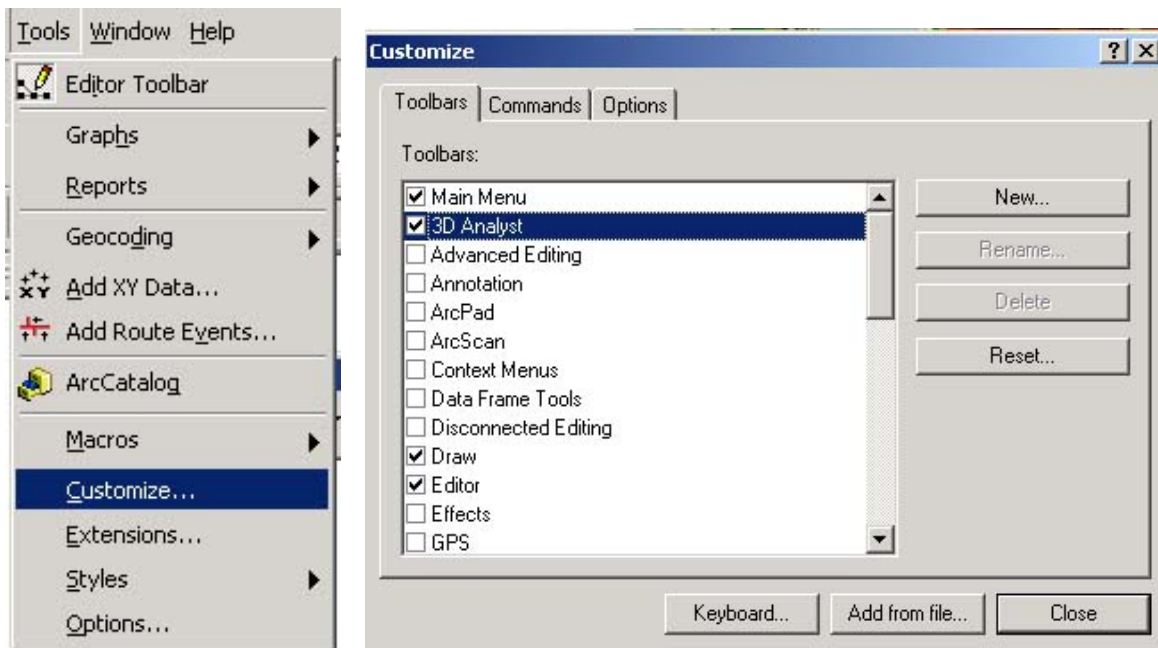 Tools Window Help
Editor Toolbar
Graphs
Reports
Geocoding
Add XY Data...
Add Route Events...
ArcCatalog
Macros
Customize...
Extensions...
Styles
Options...
Customize
Toolbars Commands Options
Toolbars:
Main Menu
3D Analyst
Advanced Editing
Annotation
ArcPad
ArcScan
Context Menus
Data Frame Tools
Disconnected Editing
Draw
Editor
Effects
GPS
New...
Rename...
Delete
Reset...
Keyboard... Add from file... Close